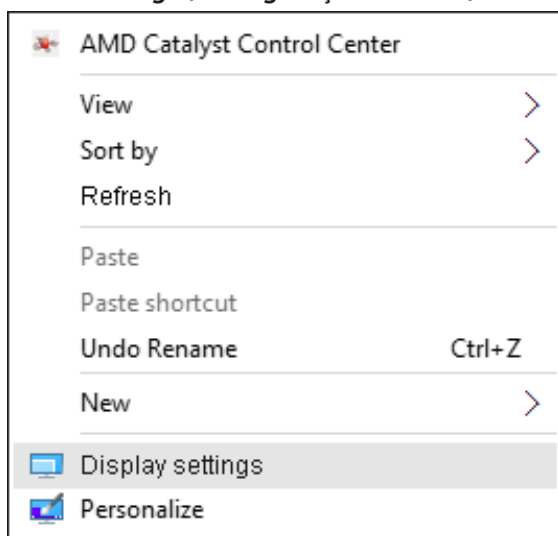 AMD Catalyst Control Center
View
Sort by
Refresh
Paste
Paste shortcut
Undo Rename Ctrl+Z
New
Display settings
Personalize